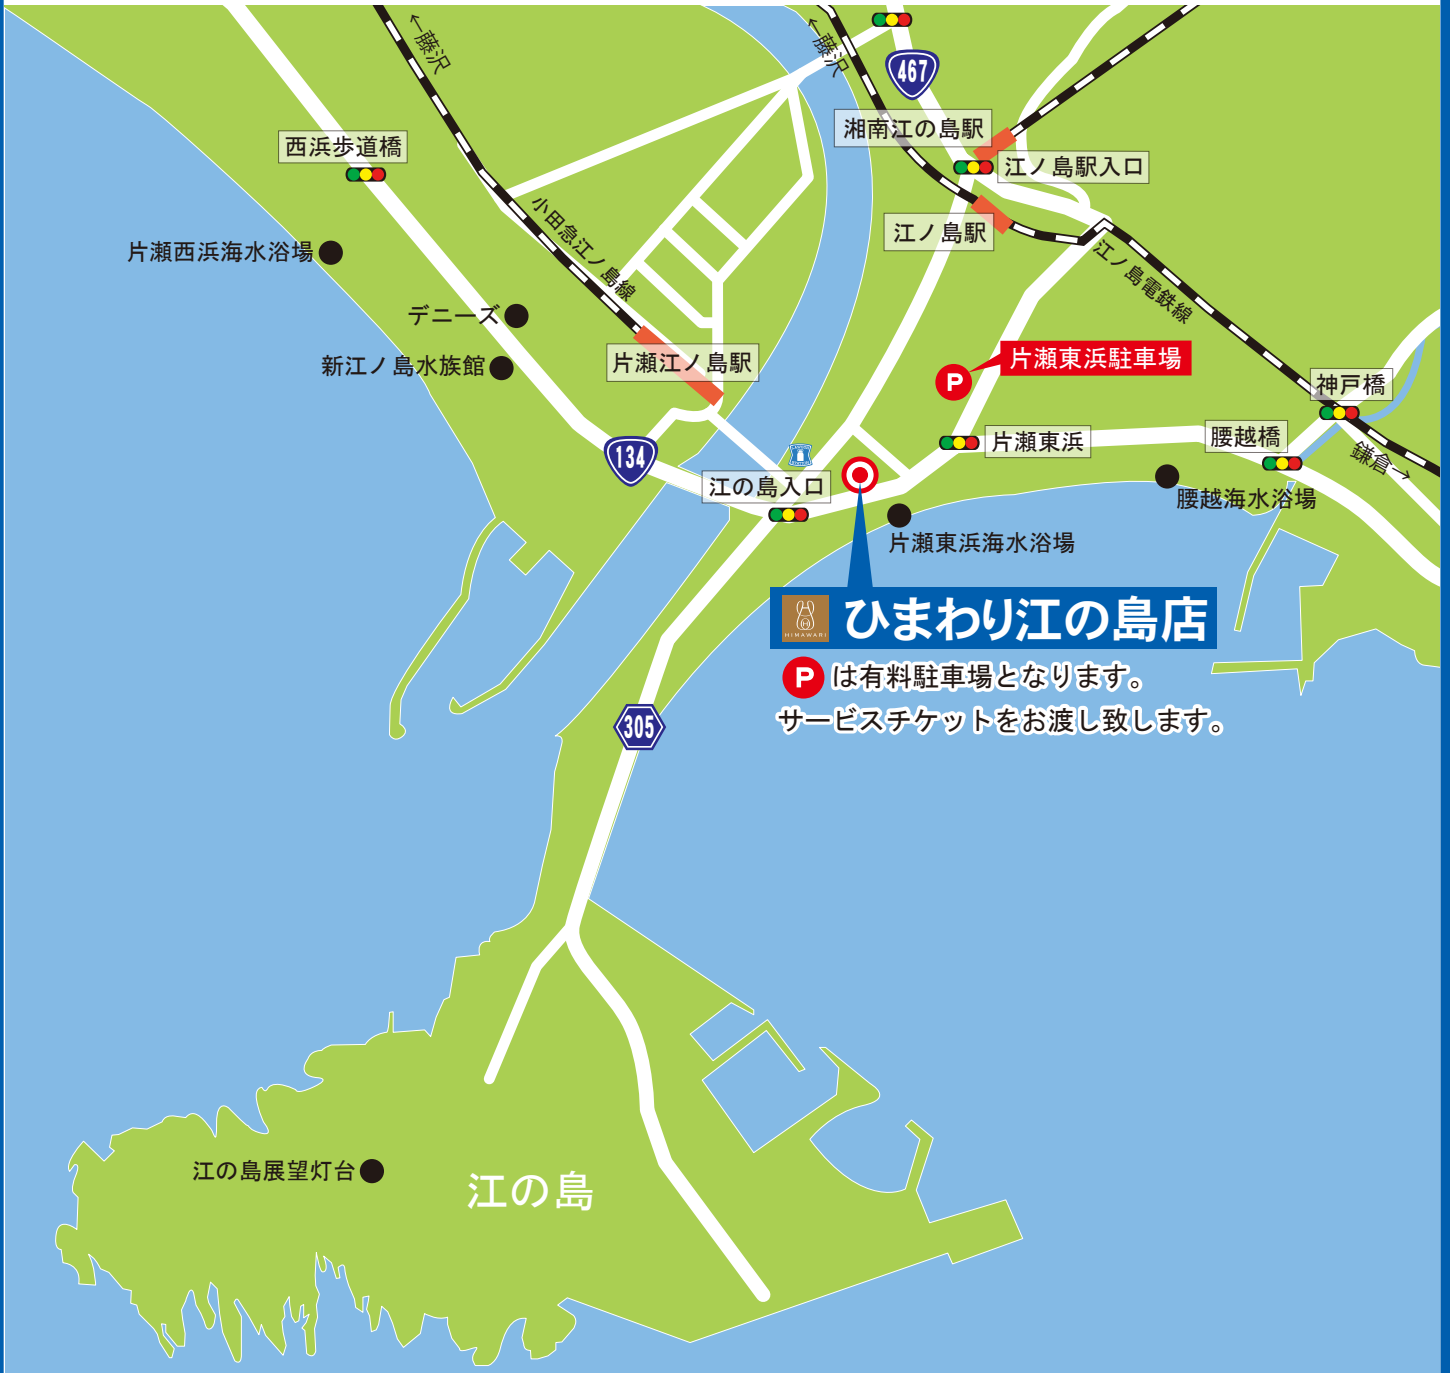 ←藤沢
←藤沢
467
湘南江の島駅
西浜歩道橋
江ノ島駅入口
小田急江ノ島線
江ノ島駅
片瀬西浜海水浴場
江ノ島電鉄線
デニーズ
片瀬江ノ島駅
片瀬東浜駐車場
新江ノ島水族館
P
神戸橋
片瀬東浜
腰越橋
134
鎌倉→
江の島入口
腰越海水浴場
片瀬東浜海水浴場
HIMAWARI
ひまわり江の島店
P は有料駐車場となります。
サービスチケットをお渡し致します。
305
江の島展望灯台
江の島